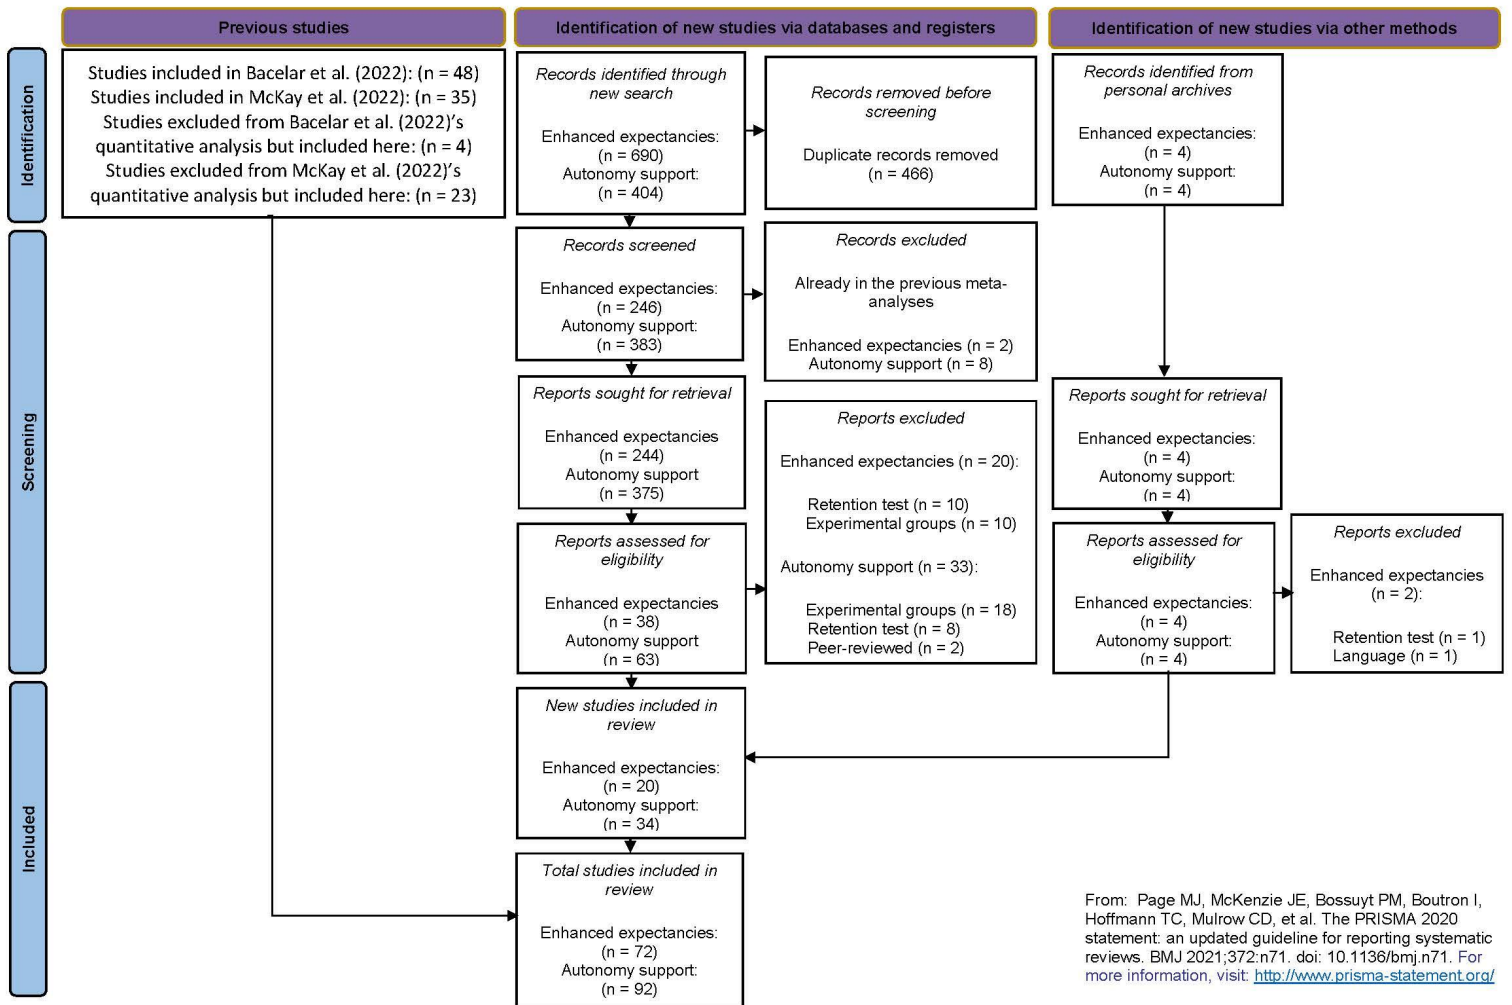 Previous studies
Identification of new studies via databases and registers
Identification of new studies via other methods
Identification
Studies included in Bacelar et al. (2022): (n = 48)
Studies included in McKay et al. (2022): (n = 35)
Studies excluded from Bacelar et al. (2022)’s
quantitative analysis but included here: (n = 4)
Studies excluded from McKay et al. (2022)’s
quantitative analysis but included here: (n = 23)
Records identified through
new search
Enhanced expectancies:
(n = 690)
Autonomy support:
(n = 404)
Records removed before
screening
Duplicate records removed
(n = 466)
Records identified from
personal archives
Enhanced expectancies:
(n = 4)
Autonomy support:
(n = 4)
Screening
Records screened
Enhanced expectancies:
(n = 246)
Autonomy support:
(n = 383)
Records excluded
Already in the previous meta-
analyses
Enhanced expectancies (n = 2)
Autonomy support (n = 8)
Reports sought for retrieval
Enhanced expectancies
(n = 244)
Autonomy support
(n = 375)
Reports excluded
Enhanced expectancies (n = 20):
Retention test (n = 10)
Experimental groups (n = 10)
Autonomy support (n = 33):
Experimental groups (n = 18)
Retention test (n = 8)
Peer-reviewed (n = 2)
Reports sought for retrieval
Enhanced expectancies:
(n = 4)
Autonomy support:
(n = 4)
Reports assessed for
eligibility
Enhanced expectancies
(n = 38)
Autonomy support
(n = 63)
Reports assessed for
eligibility
Enhanced expectancies:
(n = 4)
Autonomy support:
(n = 4)
Reports excluded
Enhanced expectancies
(n = 2):
Retention test (n = 1)
Language (n = 1)
Included
New studies included in
review
Enhanced expectancies:
(n = 20)
Autonomy support:
(n = 34)
Total studies included in
review
Enhanced expectancies:
(n = 72)
Autonomy support:
(n = 92)
From: Page MJ, McKenzie JE, Bossuyt PM, Boutron I,
Hoffmann TC, Mulrow CD, et al. The PRISMA 2020
statement: an updated guideline for reporting systematic
reviews. BMJ 2021;372:n71. doi: 10.1136/bmj.n71. For
more information, visit: http://www.prisma-statement.org/